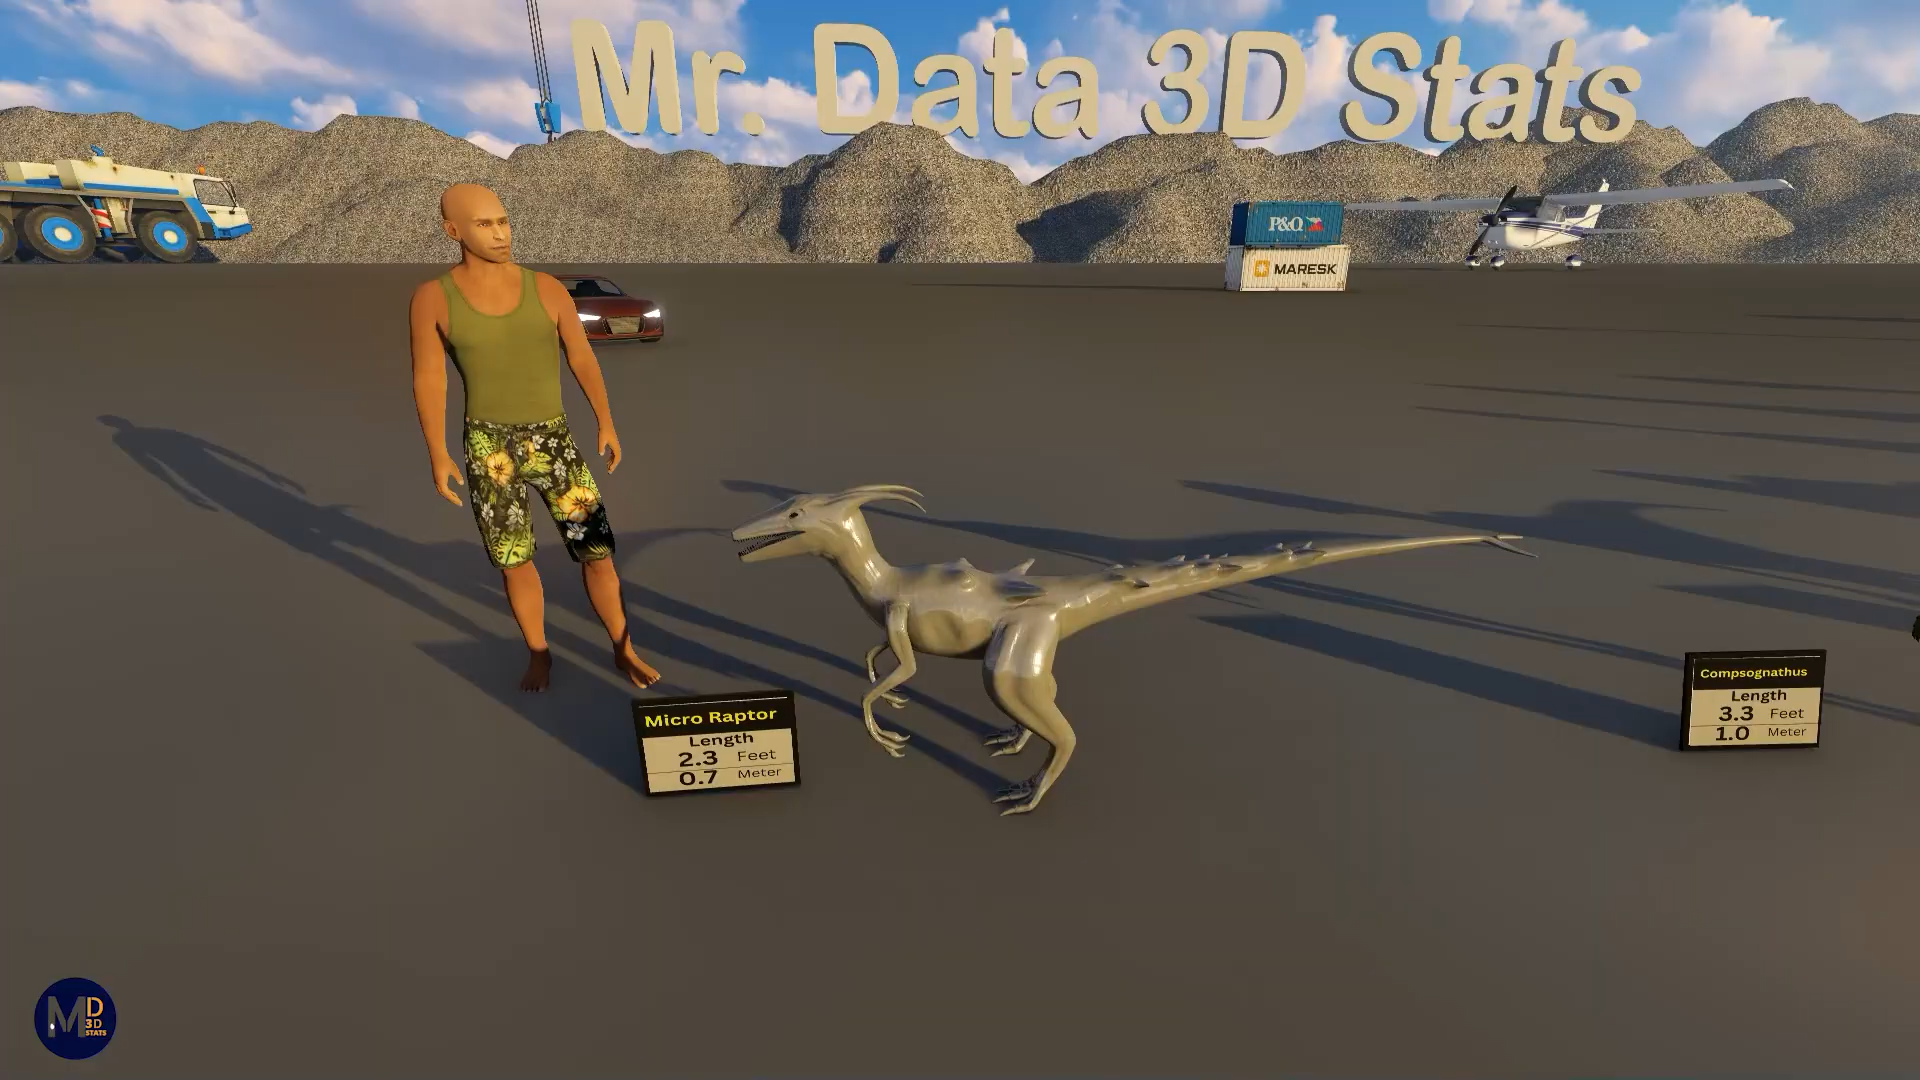 Mr. Data 3D Stats
P&O
MARESK
Micro Raptor
Length
2.3 Feet
0.7 Meter
Compsognathus
Length
3.3 Feet
1.0 Meter
MD
3D
STATS